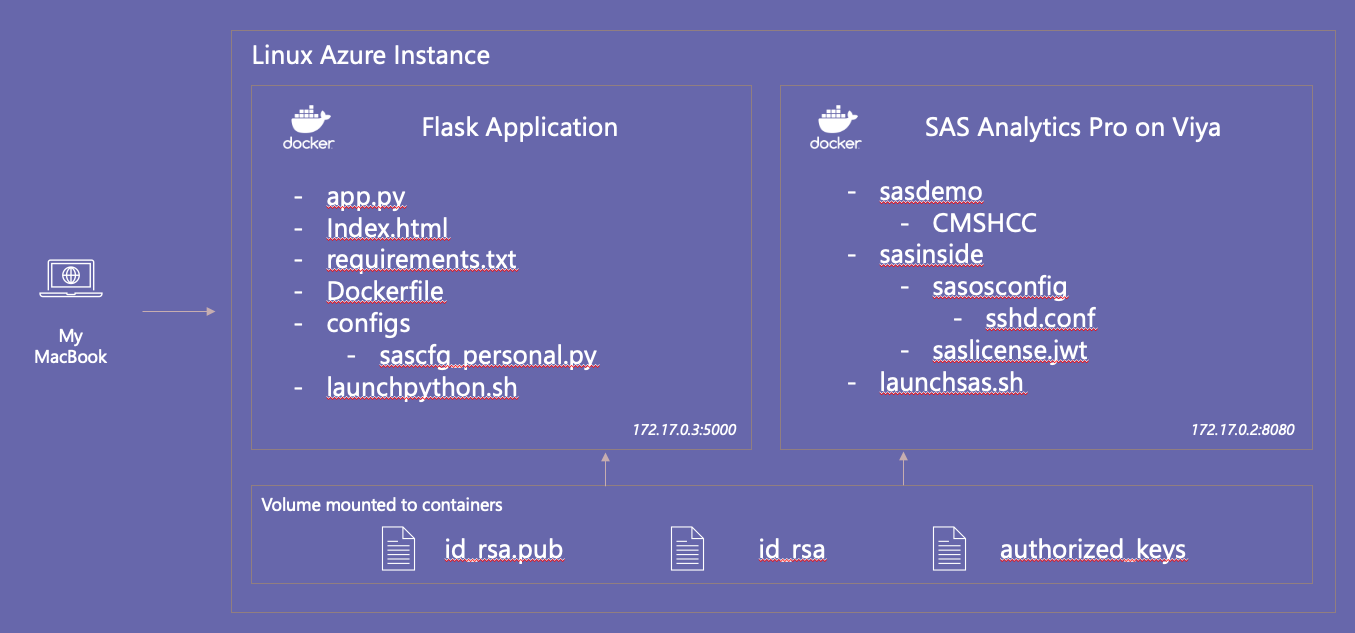 Linux Azure Instance
docker
Flask Application
- app.py
- Index.html
- requirements.txt
- Dockerfile
- configs
- sascfg_personal.py
- launchpython.sh
172.17.0.3:5000
docker
SAS Analytics Pro on Viya
- sasdemo
- CMSHCC
- sasinside
- sasosconfig
- sshd.conf
- saslicense.jwt
- launchsas.sh
172.17.0.2:8080
My
MacBook
Volume mounted to containers
id_rsa.pub
id_rsa
authorized_keys